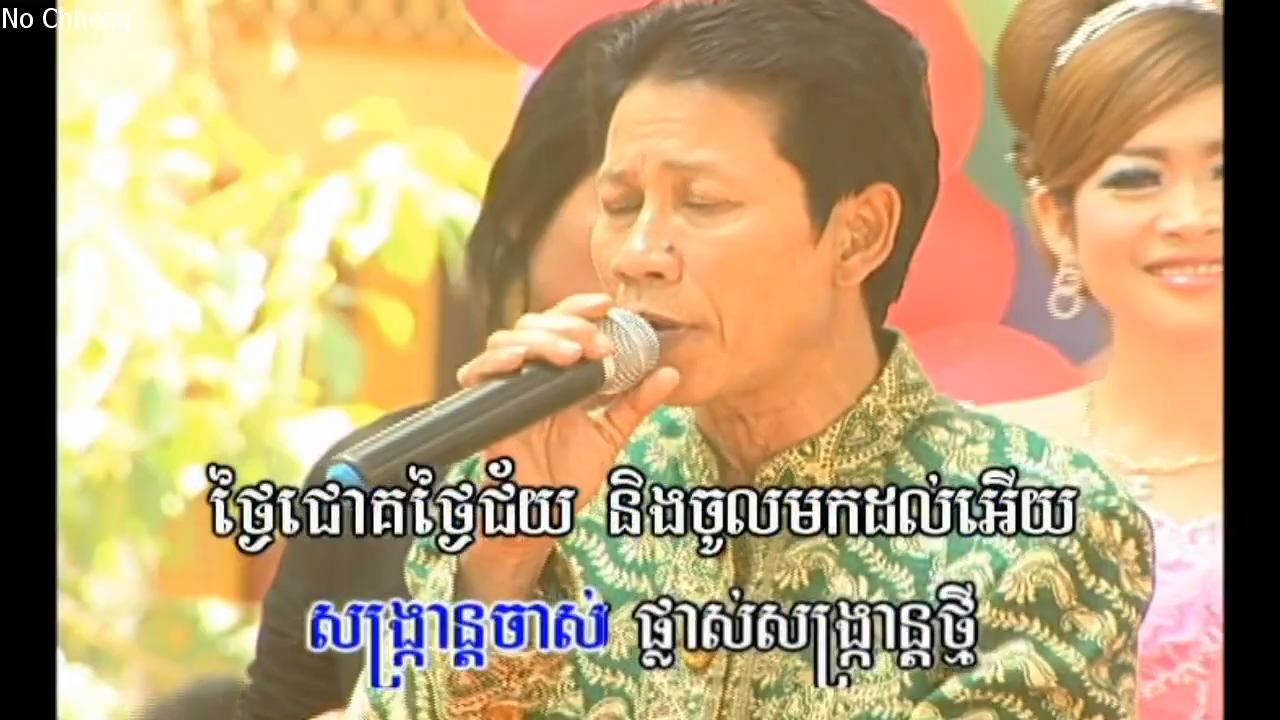 No Chheng
ថ្ងៃជោគថ្ងៃជ័យ និងចូលមកដល់អើយ
សង្ក្រាន្តចាស់ ផ្លាស់សង្ក្រាន្តថ្មី